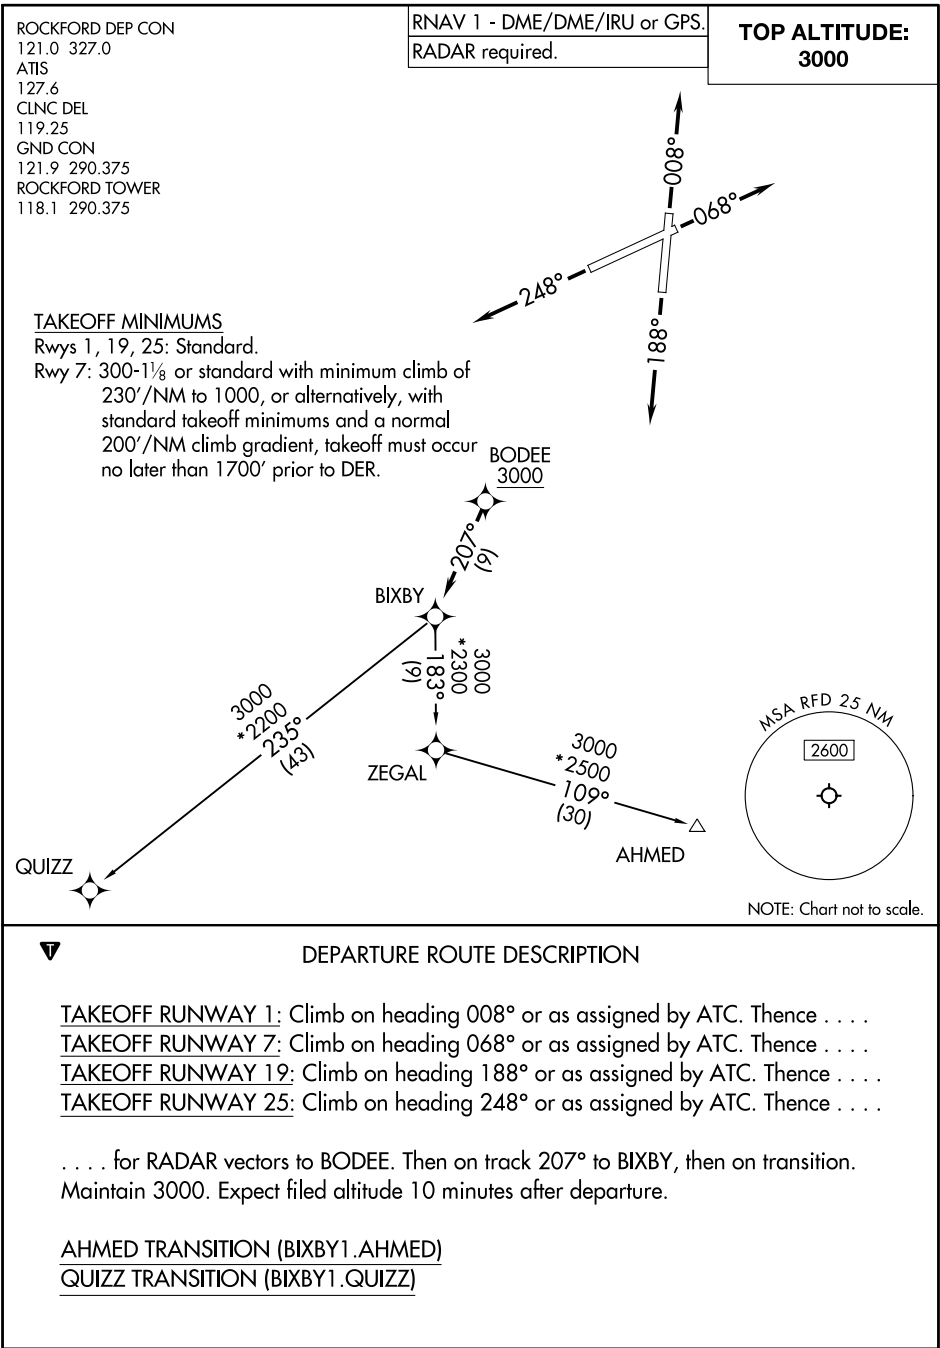 ROCKFORD DEP CON
121.0 327.0
ATIS
127.6
CLNC DEL
119.25
GND CON
121.9 290.375
ROCKFORD TOWER
118.1 290.375
RNAV 1 - DME/DME/IRU or GPS.
RADAR required.
TOP ALTITUDE:
3000
008°
068°
248°
188°
TAKEOFF MINIMUMS
Rwys 1, 19, 25: Standard.
Rwy 7: 300-1⅛ or standard with minimum climb of
230'/NM to 1000, or alternatively, with
standard takeoff minimums and a normal
200'/NM climb gradient, takeoff must occur
no later than 1700' prior to DER.
BODEE
3000
207°
(9)
BIXBY
3000
*2300
183°
(9)
3000
*2200
235°
(43)
ZEGAL
3000
*2500
109°
(30)
AHMED
QUIZZ
MSA RFD 25 NM
2600
NOTE: Chart not to scale.
T
DEPARTURE ROUTE DESCRIPTION
TAKEOFF RUNWAY 1: Climb on heading 008° or as assigned by ATC. Thence . . . .
TAKEOFF RUNWAY 7: Climb on heading 068° or as assigned by ATC. Thence . . . .
TAKEOFF RUNWAY 19: Climb on heading 188° or as assigned by ATC. Thence . . . .
TAKEOFF RUNWAY 25: Climb on heading 248° or as assigned by ATC. Thence . . . .
. . . . for RADAR vectors to BODEE. Then on track 207° to BIXBY, then on transition.
Maintain 3000. Expect filed altitude 10 minutes after departure.
AHMED TRANSITION (BIXBY1.AHMED)
QUIZZ TRANSITION (BIXBY1.QUIZZ)